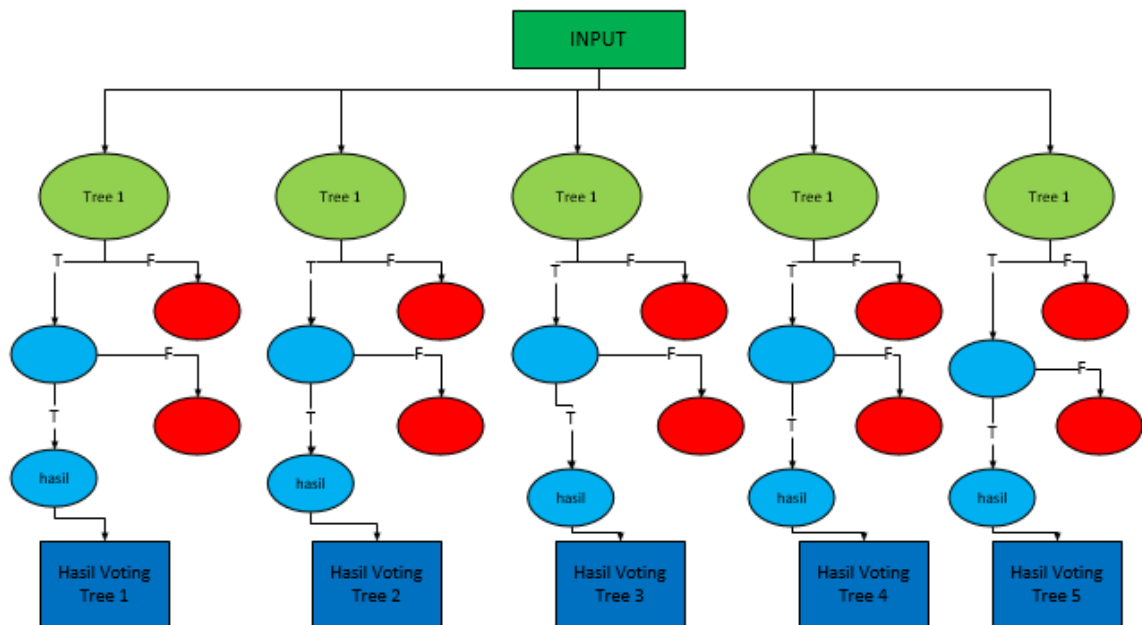 INPUT
Tree 1
Tree 1
Tree 1
Tree 1
Tree 1
T
F
T
F
T
F
T
F
T
F
F
F
F
F
F
T
T
T
T
T
hasil
hasil
hasil
hasil
hasil
Hasil Voting
Tree 1
Hasil Voting
Tree 2
Hasil Voting
Tree 3
Hasil Voting
Tree 4
Hasil Voting
Tree 5